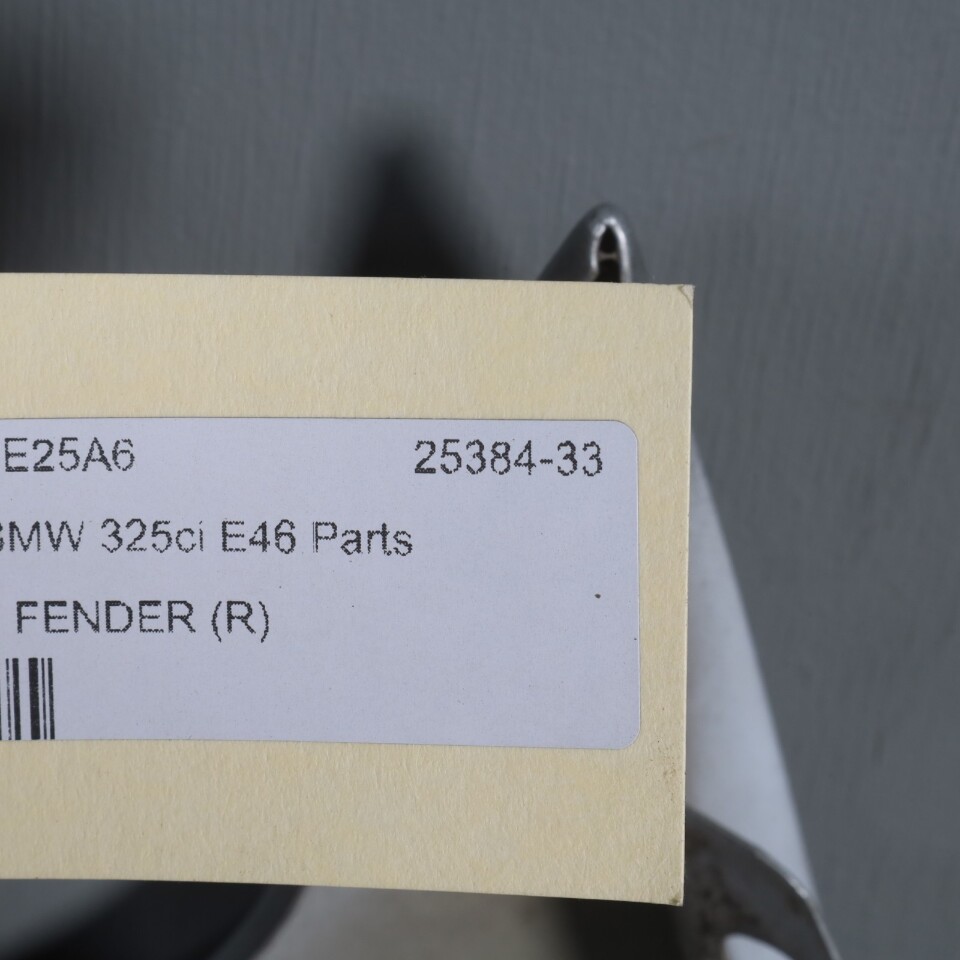 E25A6 25384-33
BMW 325ci E46 Parts
FENDER (R)